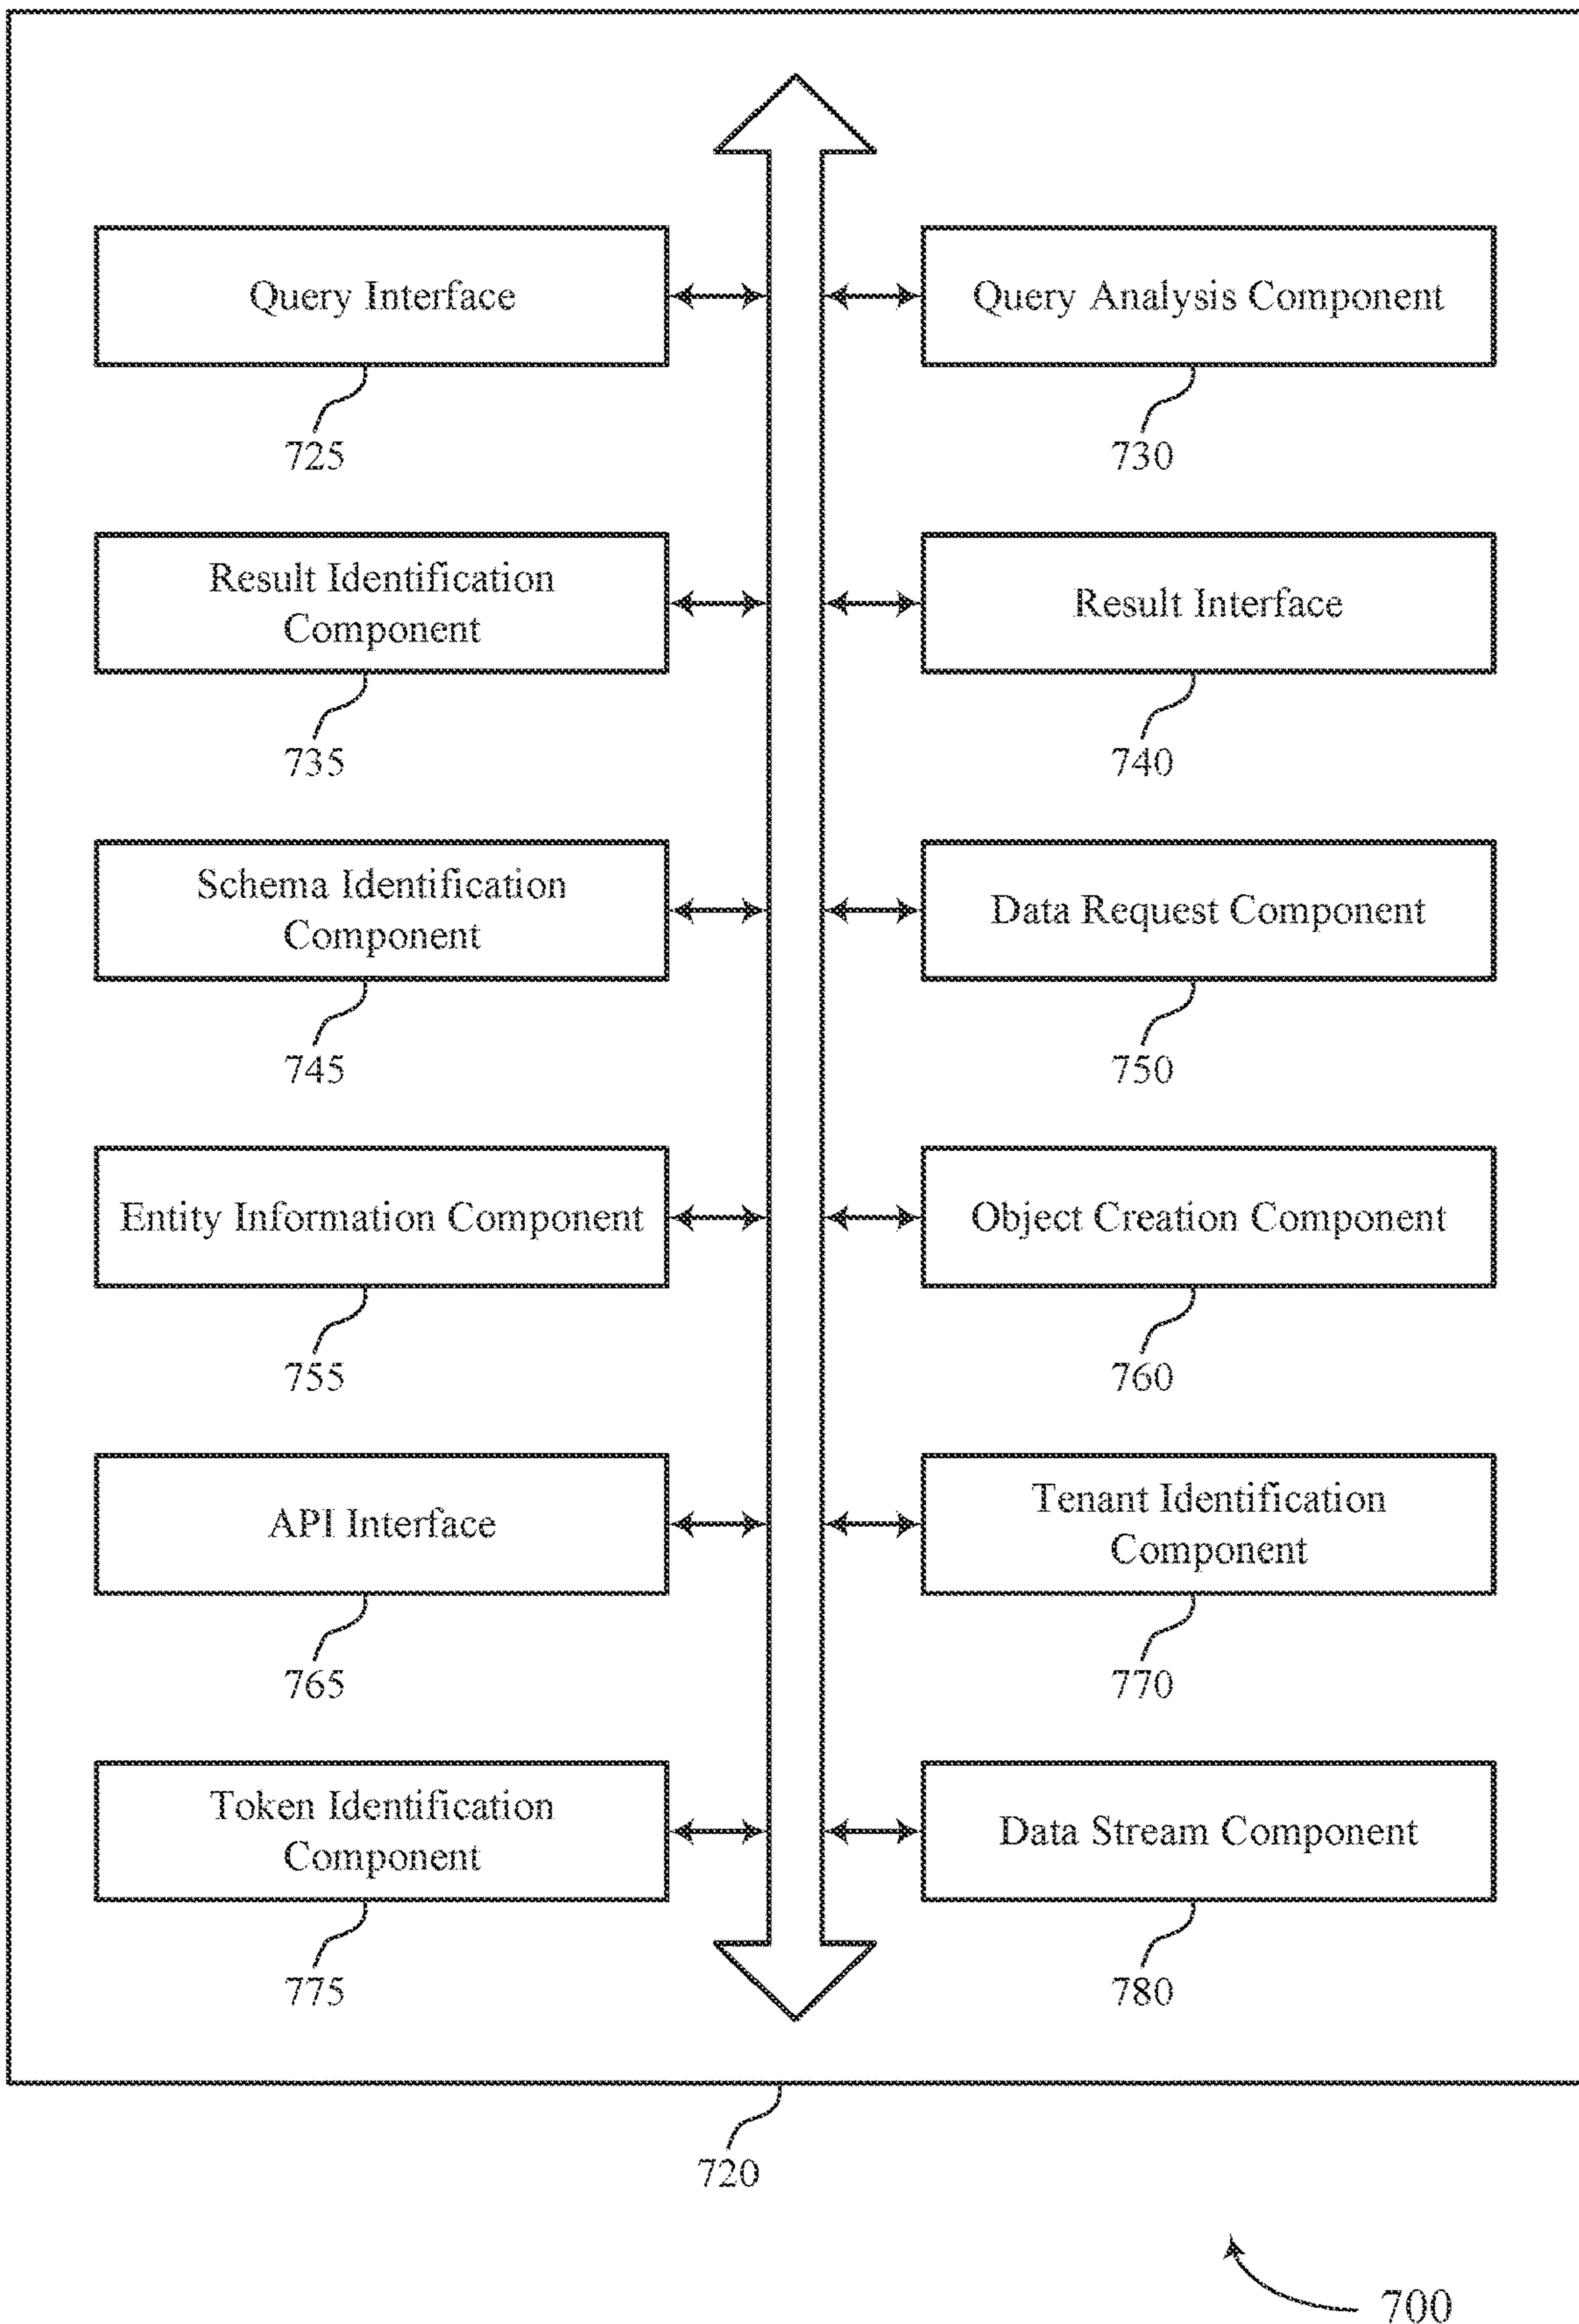 Query Interface
725
Query Analysis Component
730
Result Identification
Component
735
Result Interface
740
Schema Identification
Component
745
Data Request Component
750
Entity Information Component
755
Object Creation Component
760
API Interface
765
Tenant Identification
Component
770
Token Identification
Component
775
Data Stream Component
780
720
700